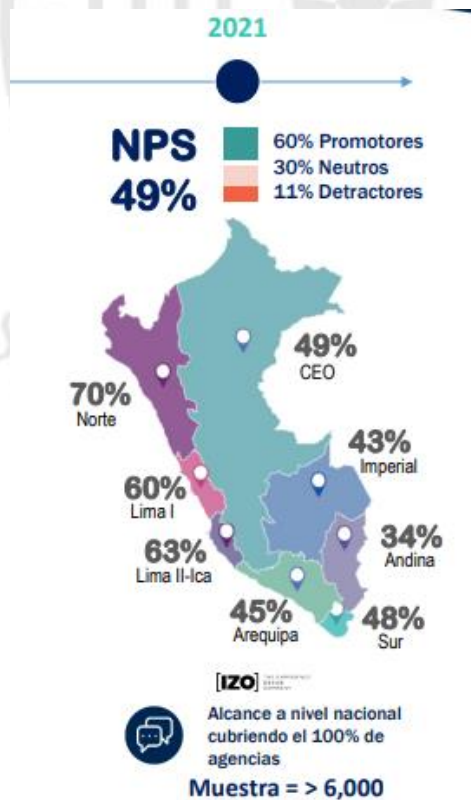 2021
NPS
49%
60% Promotores
30% Neutros
11% Detractores
49%
CEO
70%
Norte
43%
Imperial
60%
Lima I
34%
Andina
63%
Lima II-Ica
45%
Arequipa
48%
Sur
[IZO]
Alcance a nivel nacional
cubriendo el 100% de
agencias
Muestra = > 6,000